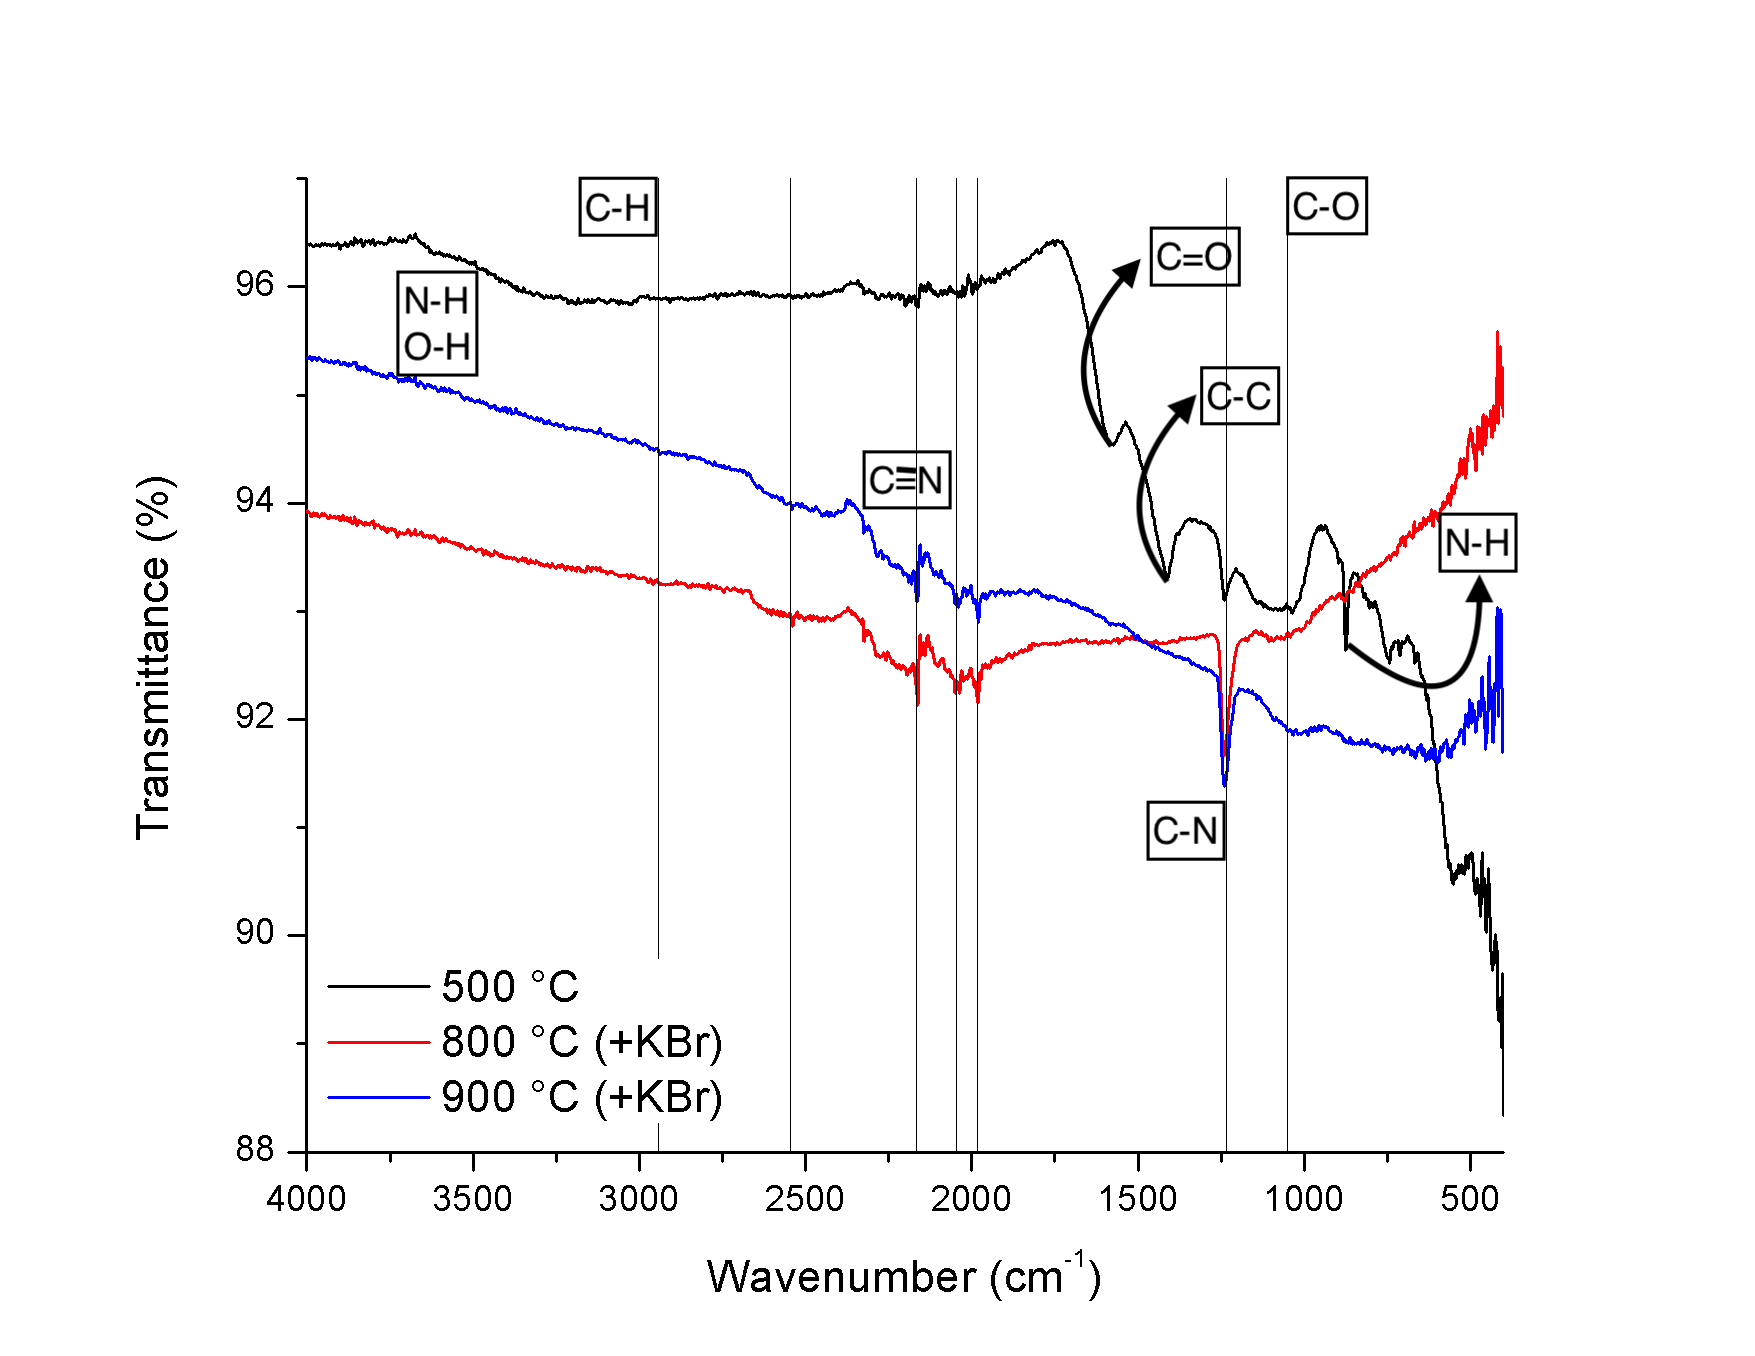 C-H
C-O
C=O
N-H
O-H
C-C
C≡N
N-H
C-N
96
94
92
90
88
Transmittance (%)
500 °C
800 °C (+KBr)
900 °C (+KBr)
4000 3500 3000 2500 2000 1500 1000 500
Wavenumber (cm⁻¹)